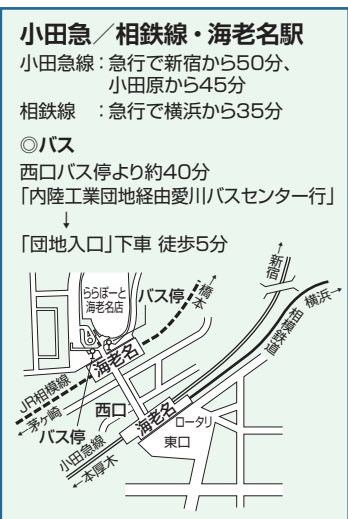 小田急／相鉄線・海老名駅
小田急線：急行で新宿から50分、
小田原から45分
相鉄線　：急行で横浜から35分
◎バス
西口バス停より約40分
「内陸工業団地経由愛川バスセンター行」
↓
「団地入口」下車 徒歩5分
ららぽーと
海老名店
バス停
↑橋本
↑新宿
横浜→
相模鉄道
海老名
JR相模線
←茅ヶ崎
西口
バス停
海老名
ロータリ
東口
小田急線
←本厚木